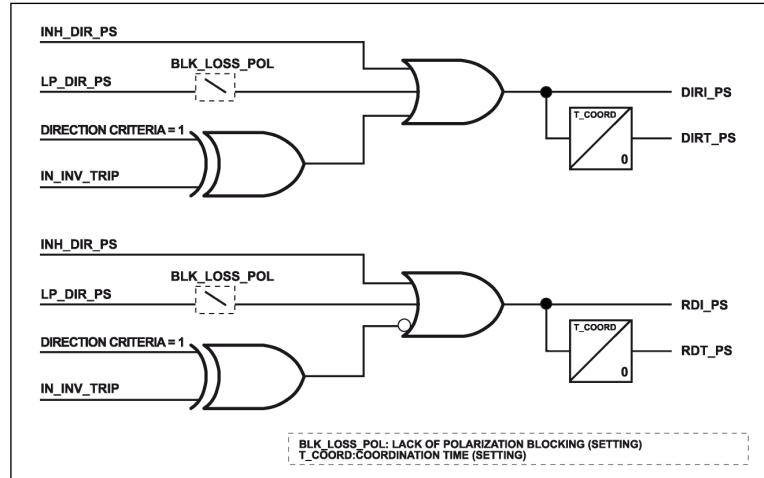 INH_DIR_PS
BLK_LOSS_POL
LP_DIR_PS
DIRECTION CRITERIA = 1
IN_INV_TRIP
DIRI_PS
T_COORD
0
DIRT_PS
INH_DIR_PS
BLK_LOSS_POL
LP_DIR_PS
DIRECTION CRITERIA = 1
IN_INV_TRIP
RDI_PS
T_COORD
0
RDT_PS
BLK_LOSS_POL: LACK OF POLARIZATION BLOCKING (SETTING)
T_COORD:COORDINATION TIME (SETTING)